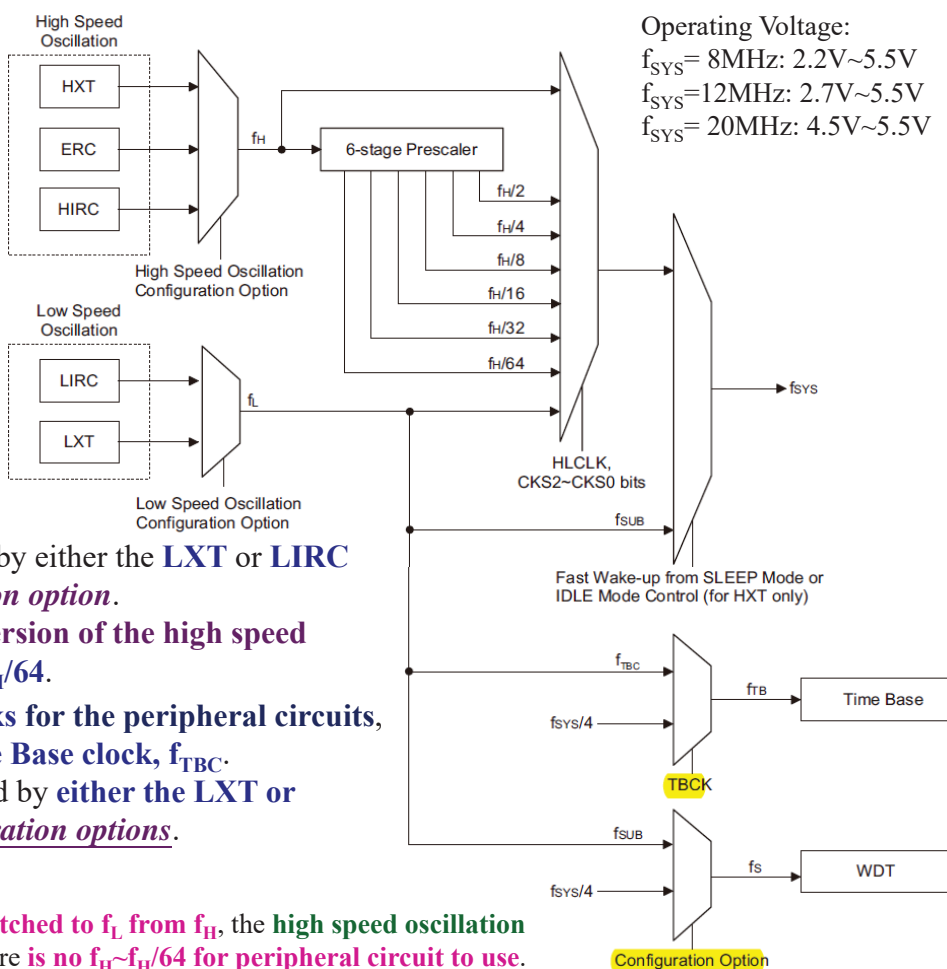 High Speed
Oscillation
HXT
ERC
HIRC
fH
6-stage Prescaler
fH/2
fH/4
fH/8
fH/16
fH/32
fH/64
High Speed Oscillation
Configuration Option
Operating Voltage:
fSYS= 8MHz: 2.2V~5.5V
fSYS=12MHz: 2.7V~5.5V
fSYS= 20MHz: 4.5V~5.5V
Low Speed
Oscillation
LIRC
LXT
fL
Low Speed Oscillation
Configuration Option
HLCLK,
CKS2~CKS0 bits
fSYS
fSUB
Fast Wake-up from SLEEP Mode or
IDLE Mode Control (for HXT only)
by either the LXT or LIRC
on option.
ersion of the high speed
/64.
ks for the peripheral circuits,
e Base clock, fTBC.
d by either the LXT or
ration options.
fTBC
fSYS/4
fTB
Time Base
TBCK
fSUB
fSYS/4
fS
WDT
Configuration Option
tched to fL from fH, the high speed oscillation
re is no fH~fH/64 for peripheral circuit to use.